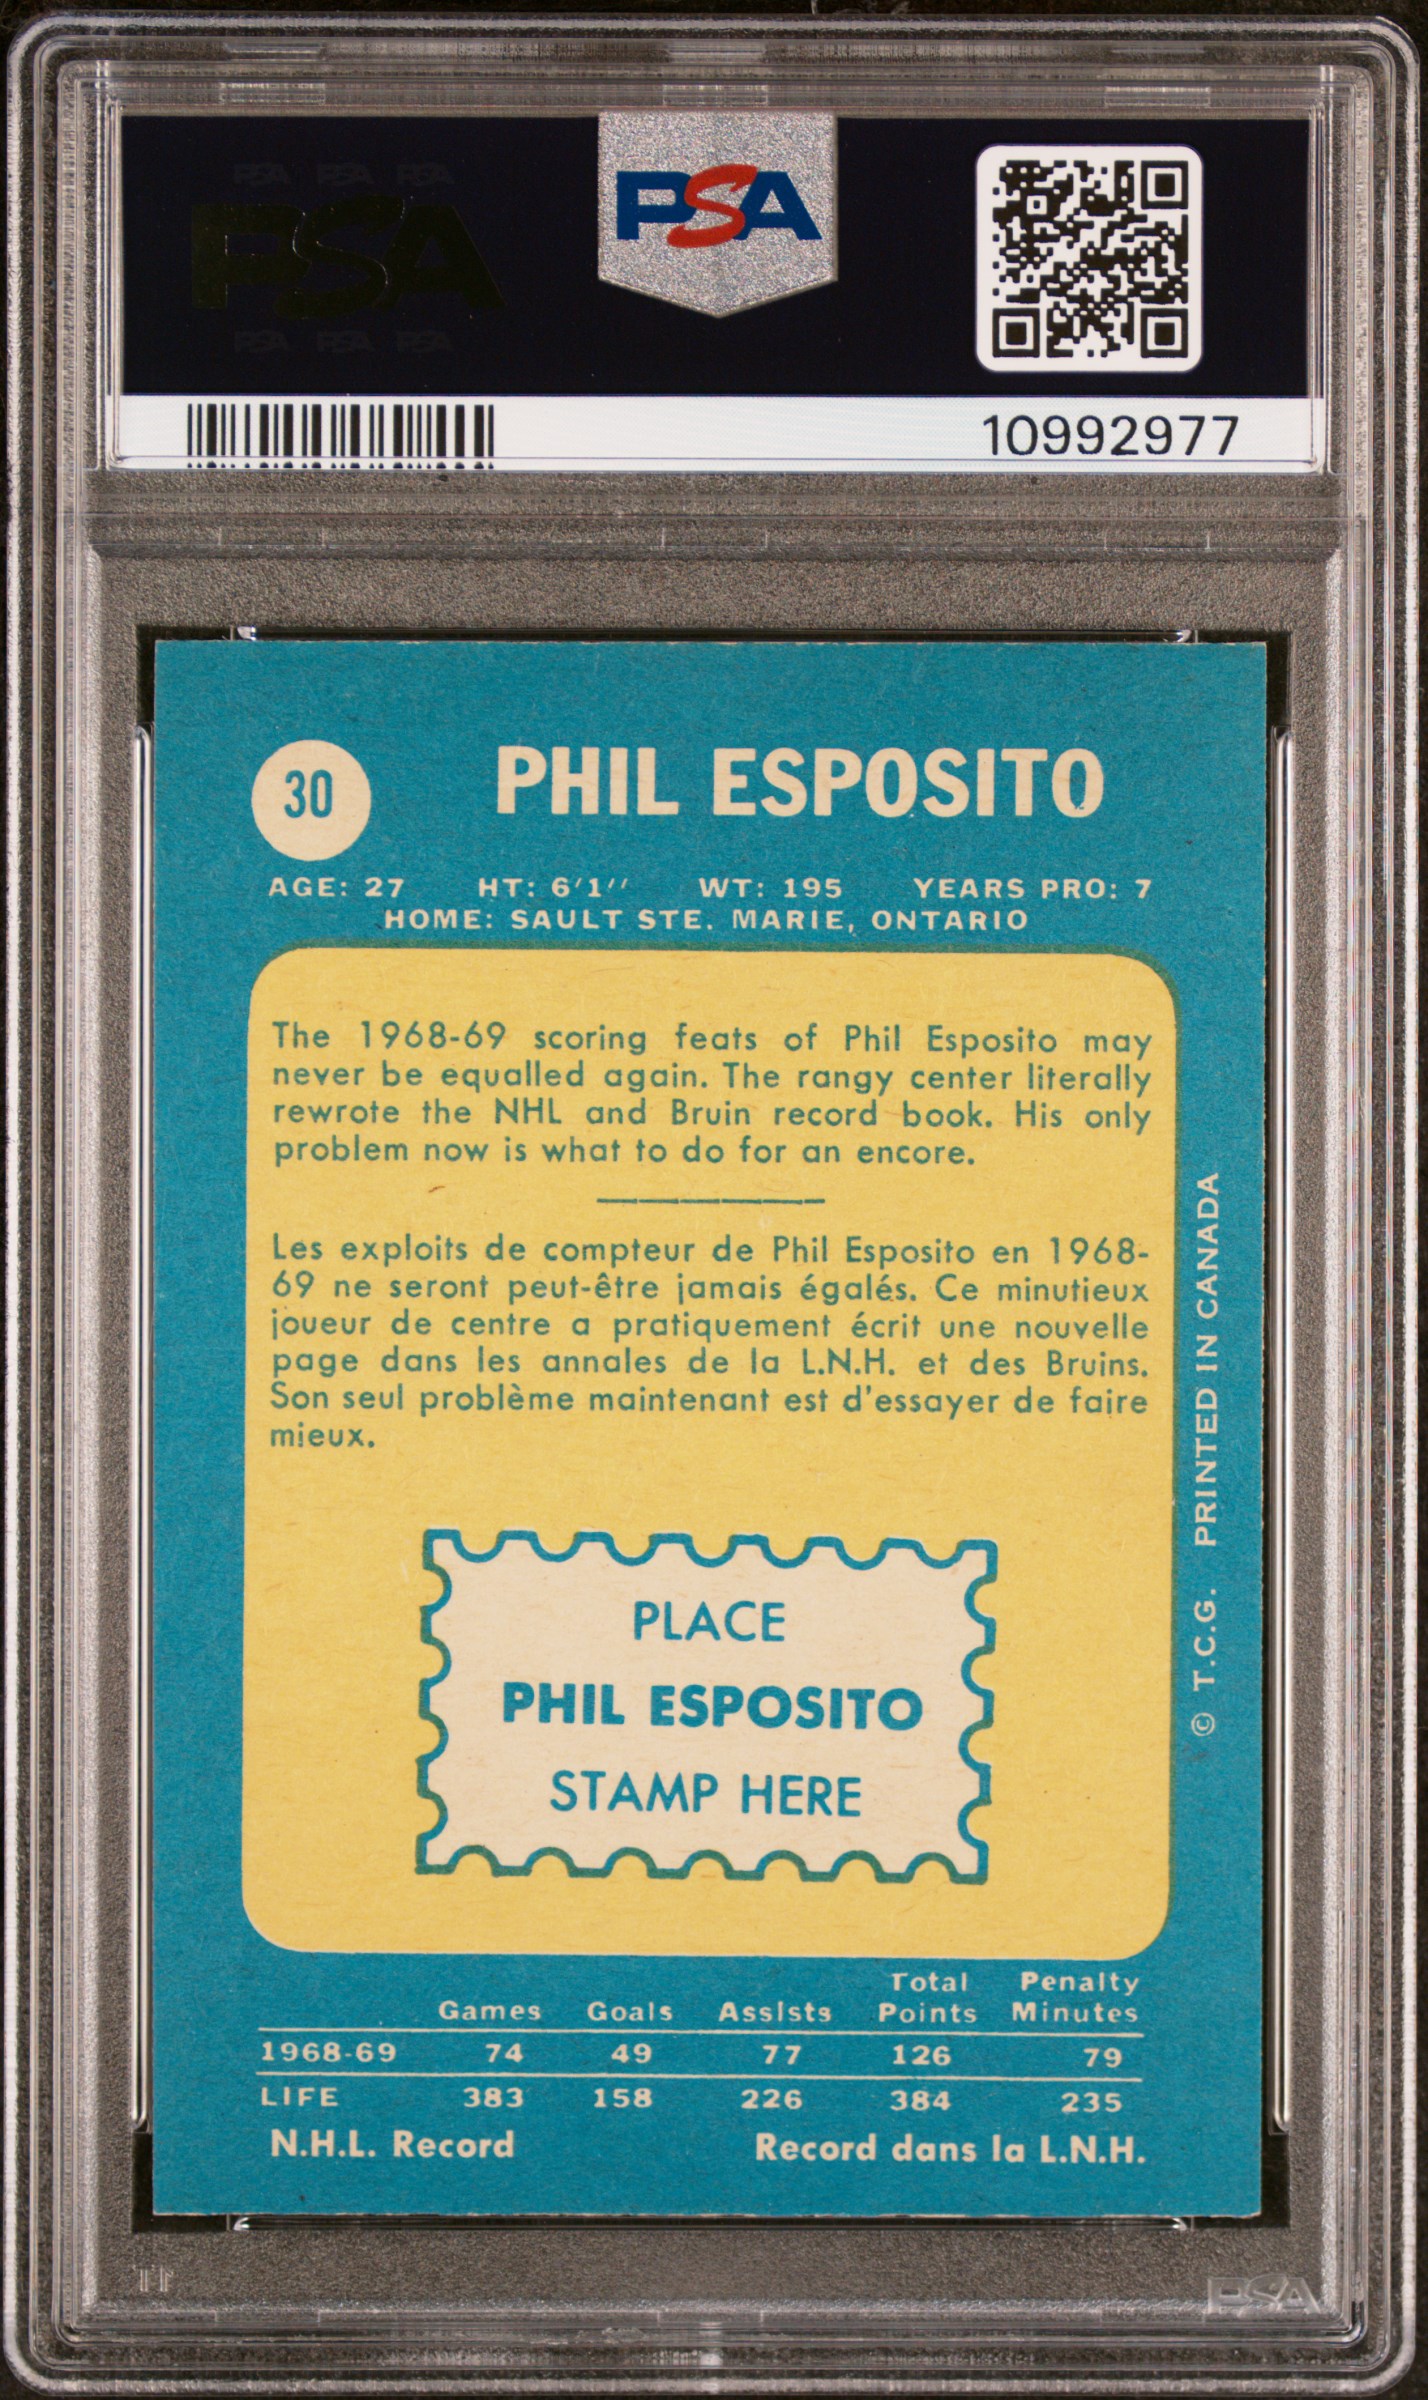 PSA PSA PSA
PSA
PSA PSA PSA
PSA
10992977
30
PHIL ESPOSITO
AGE: 27 HT: 6'1'' WT: 195 YEARS PRO: 7
HOME: SAULT STE. MARIE, ONTARIO
The 1968-69 scoring feats of Phil Esposito may
never be equalled again. The rangy center literally
rewrote the NHL and Bruin record book. His only
problem now is what to do for an encore.
Les exploits de compteur de Phil Esposito en 1968-
69 ne seront peut-être jamais égalés. Ce minutieux
joueur de centre a pratiquement écrit une nouvelle
page dans les annales de la L.N.H. et des Bruins.
Son seul problème maintenant est d'essayer de faire
mieux.
PLACE
PHIL ESPOSITO
STAMP HERE
© T.C.G. PRINTED IN CANADA
Games Goals Assists Total Points Penalty Minutes
1968-69 74 49 77 126 79
LIFE 383 158 226 384 235
N.H.L. Record Record dans la L.N.H.
PSA